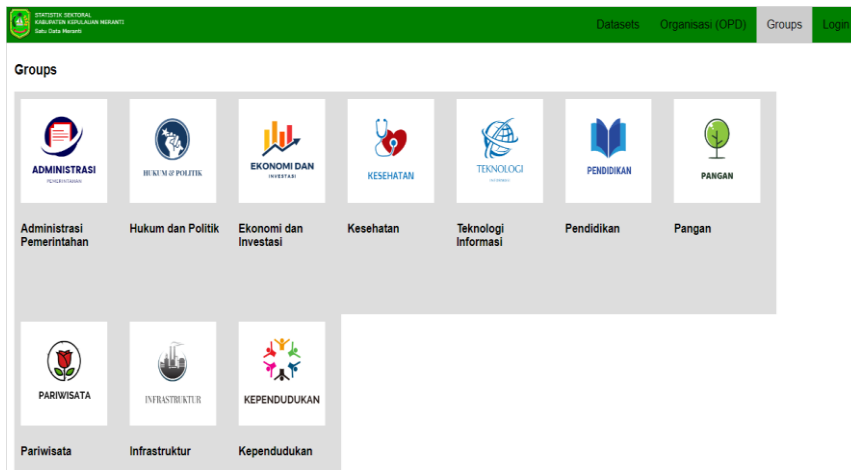 STATISTIK SEKTORAL
KABUPATEN KEPULAUAN MERANTI
Satu Data Meranti
Datasets
Organisasi (OPD)
Groups
Login
Groups
ADMINISTRASI
PEMERINTAHAN
HUKUM & POLITIK
EKONOMI DAN
INVESTASI
KESEHATAN
TEKNOLOGI
PENDIDIKAN
PANGAN
Administrasi
Pemerintahan
Hukum dan Politik
Ekonomi dan
Investasi
Kesehatan
Teknologi
Informasi
Pendidikan
Pangan
PARIWISATA
INFRASTRUKTUR
KEPENDUDUKAN
Pariwisata
Infrastruktur
Kependudukan